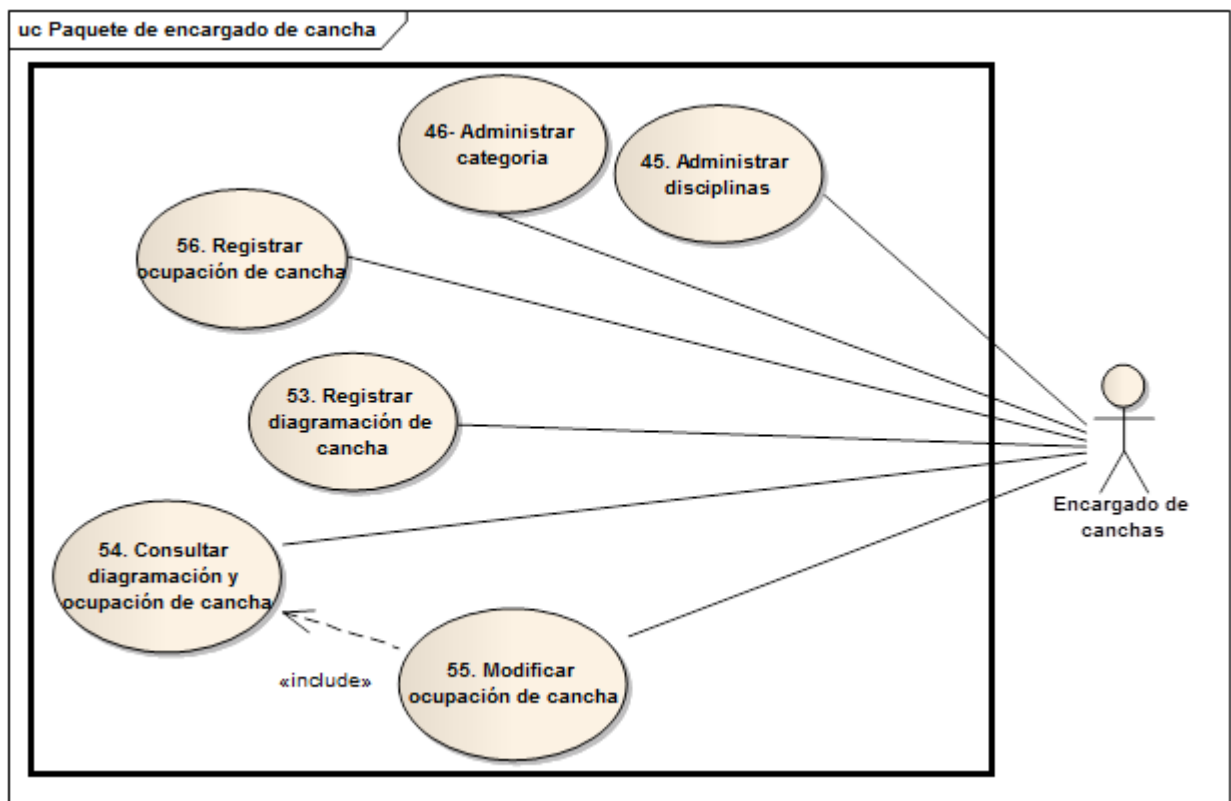 uc Paquete de encargado de cancha
46- Administrar
categoria
45. Administrar
disciplinas
56. Registrar
ocupación de cancha
53. Registrar
diagramación de
cancha
54. Consultar
diagramación y
ocupación de cancha
«include»
55. Modificar
ocupación de cancha
Encargado de
canchas